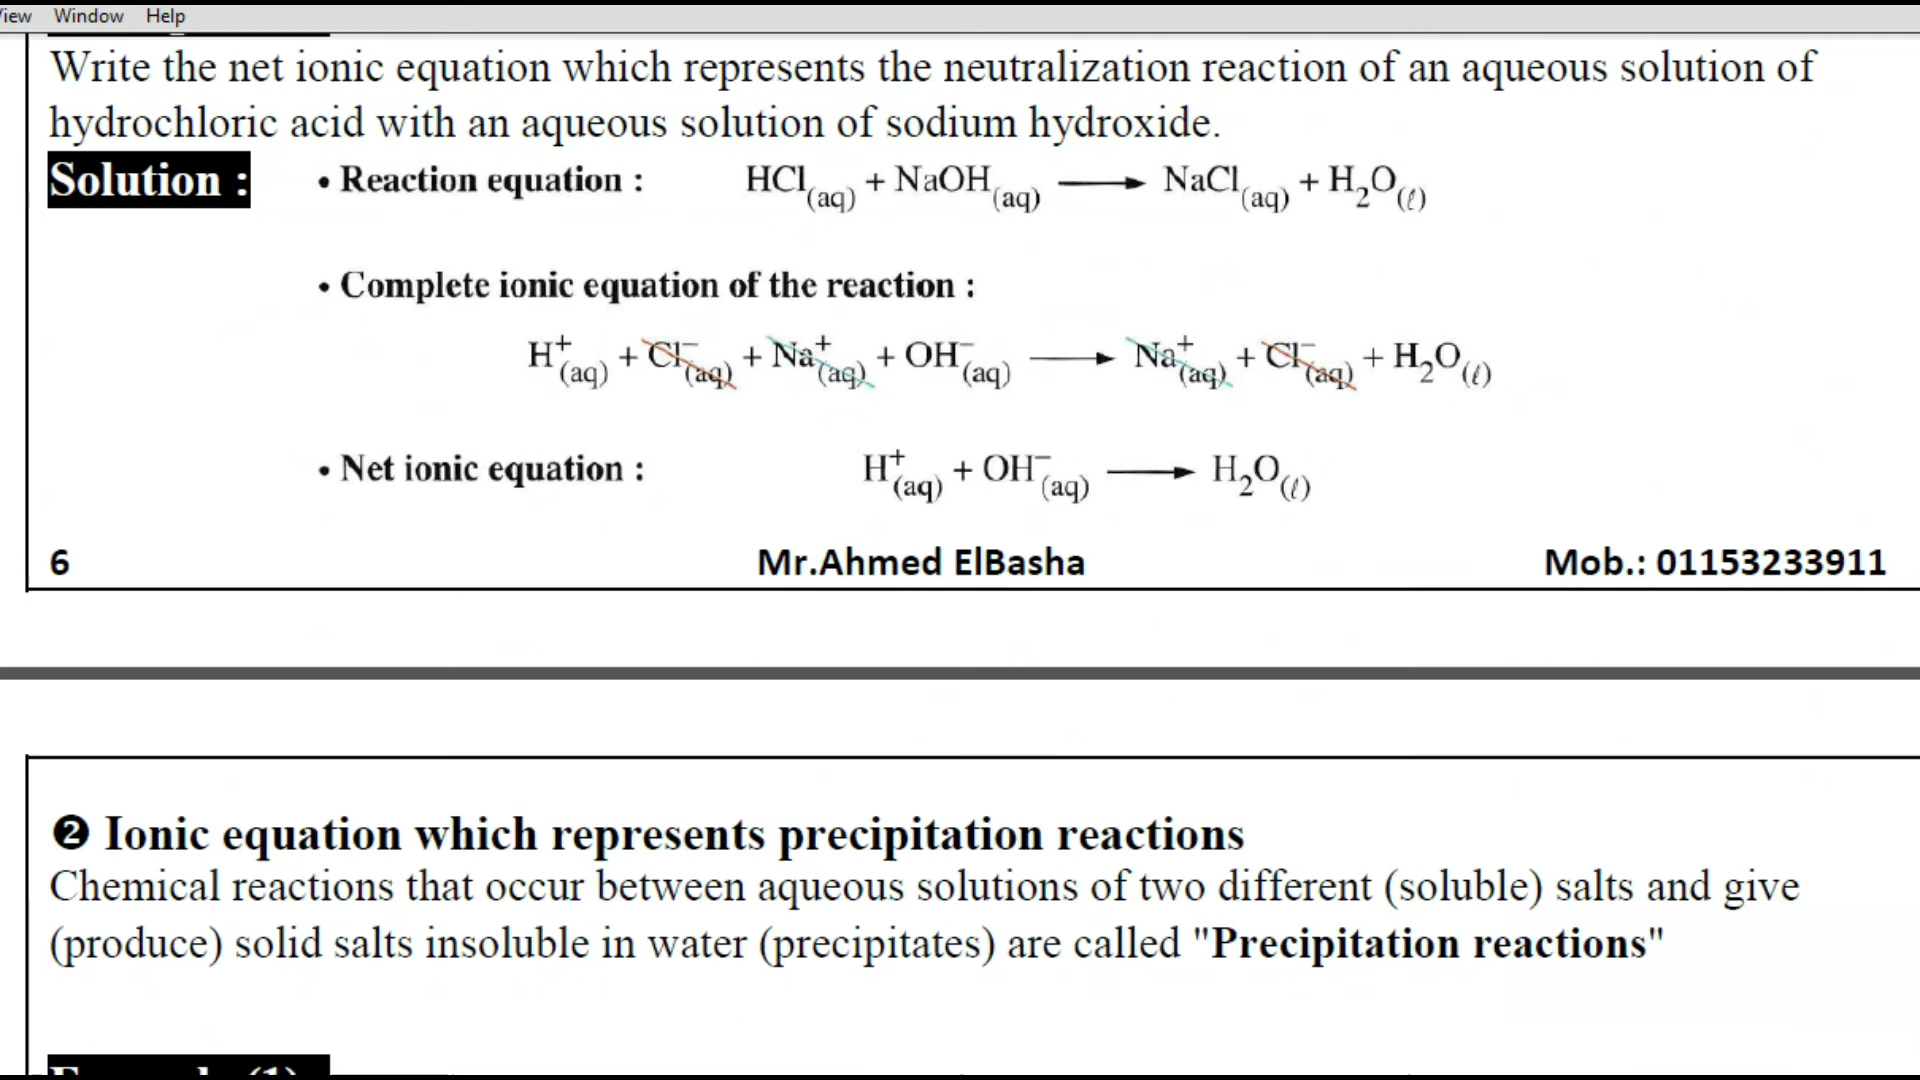 View Window Help
Write the net ionic equation which represents the neutralization reaction of an aqueous solution of
hydrochloric acid with an aqueous solution of sodium hydroxide.
Solution : • Reaction equation : HCl(aq) + NaOH(aq) ⟶ NaCl(aq) + H₂O(ℓ)
• Complete ionic equation of the reaction :
H⁺(aq) + Cl⁻(aq) + Na⁺(aq) + OH⁻(aq) ⟶ Na⁺(aq) + Cl⁻(aq) + H₂O(ℓ)
• Net ionic equation : H⁺(aq) + OH⁻(aq) ⟶ H₂O(ℓ)
6 Mr.Ahmed ElBasha Mob.: 01153233911
❷ Ionic equation which represents precipitation reactions
Chemical reactions that occur between aqueous solutions of two different (soluble) salts and give
(produce) solid salts insoluble in water (precipitates) are called "Precipitation reactions"